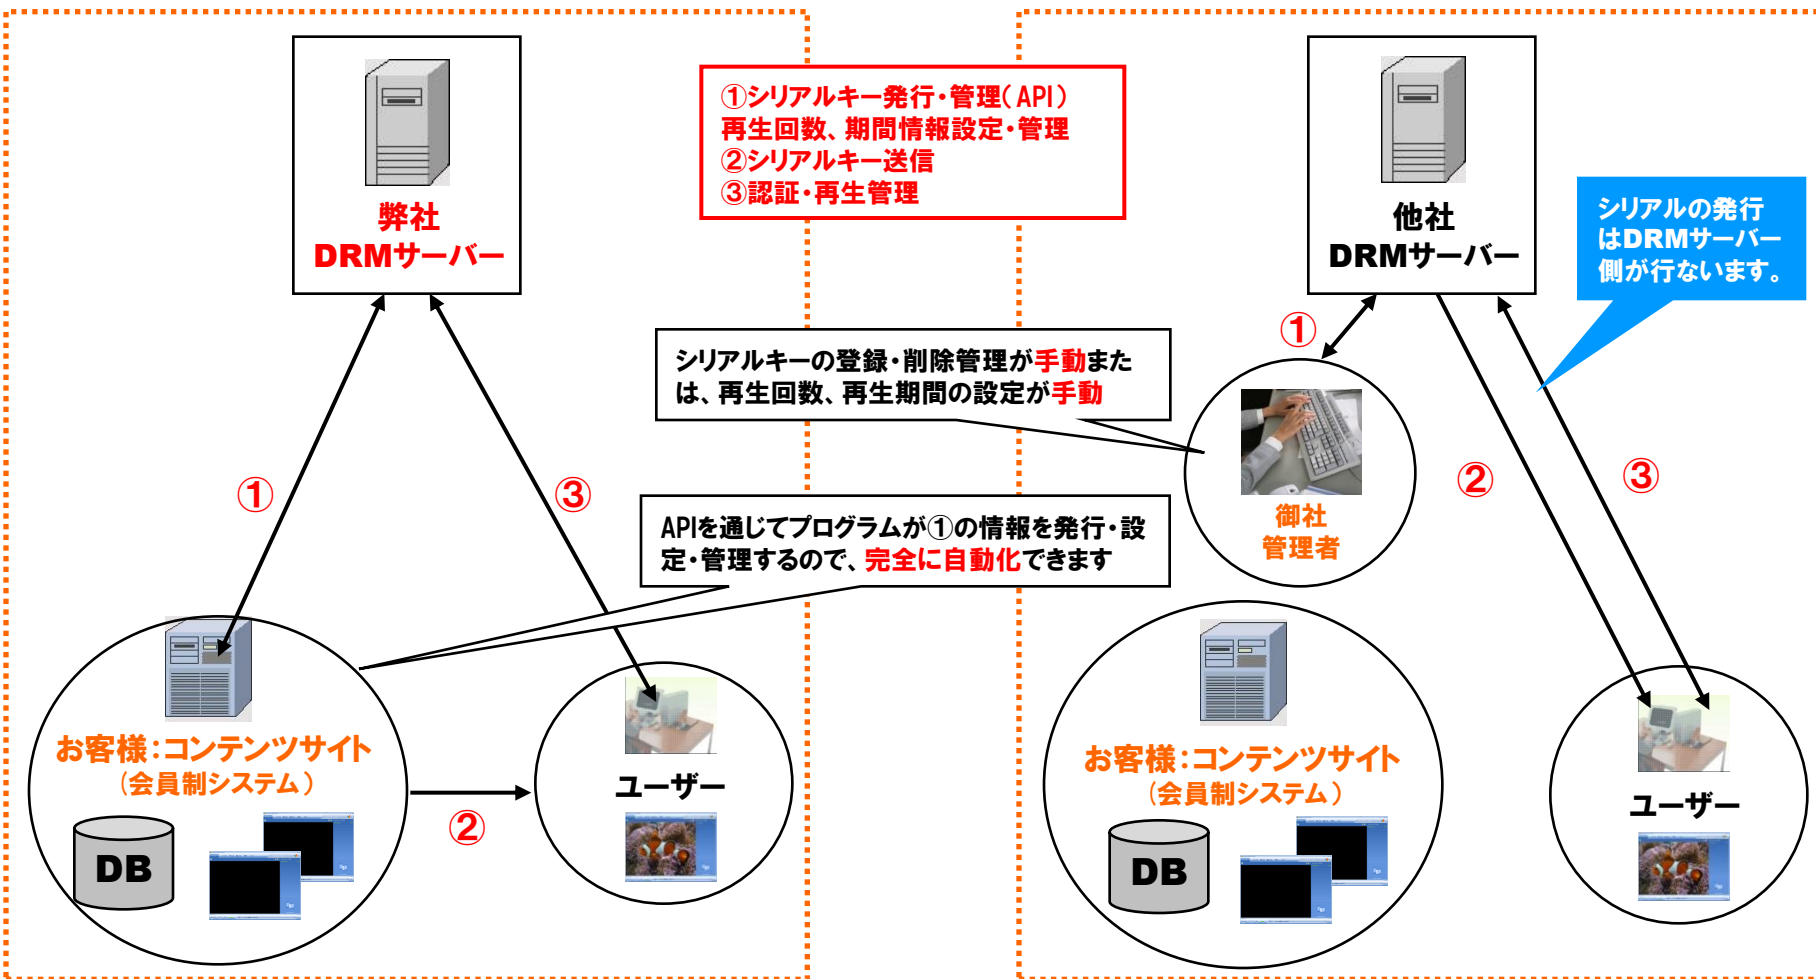 弊社
DRMサーバー
①シリアルキー発行・管理(API)
再生回数、期間情報設定・管理
②シリアルキー送信
③認証・再生管理
他社
DRMサーバー
シリアルの発行
はDRMサーバー
側が行ないます。
①
シリアルキーの登録・削除管理が手動また
は、再生回数、再生期間の設定が手動
①
③
②
③
APIを通じてプログラムが①の情報を発行・設
定・管理するので、完全に自動化できます
御社
管理者
お客様：コンテンツサイト
(会員制システム)
DB
②
ユーザー
お客様：コンテンツサイト
(会員制システム)
DB
ユーザー